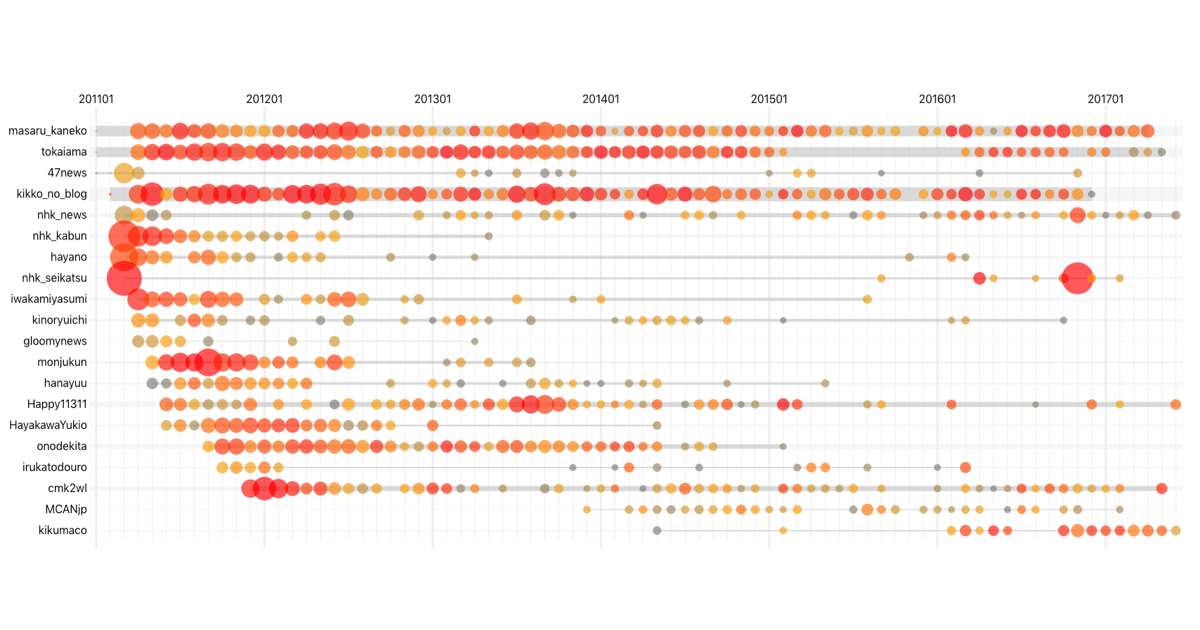 201101 201201 201301 201401 201501 201601 201701
masaru_kaneko
tokaiama
47news
kikko_no_blog
nhk_news
nhk_kabun
hayano
nhk_seikatsu
iwakamiyasumi
kinoryuichi
gloomynews
monjukun
hanayuu
Happy11311
HayakawaYukio
onodekita
irukatodouro
cmk2wl
MCANjp
kikumaco